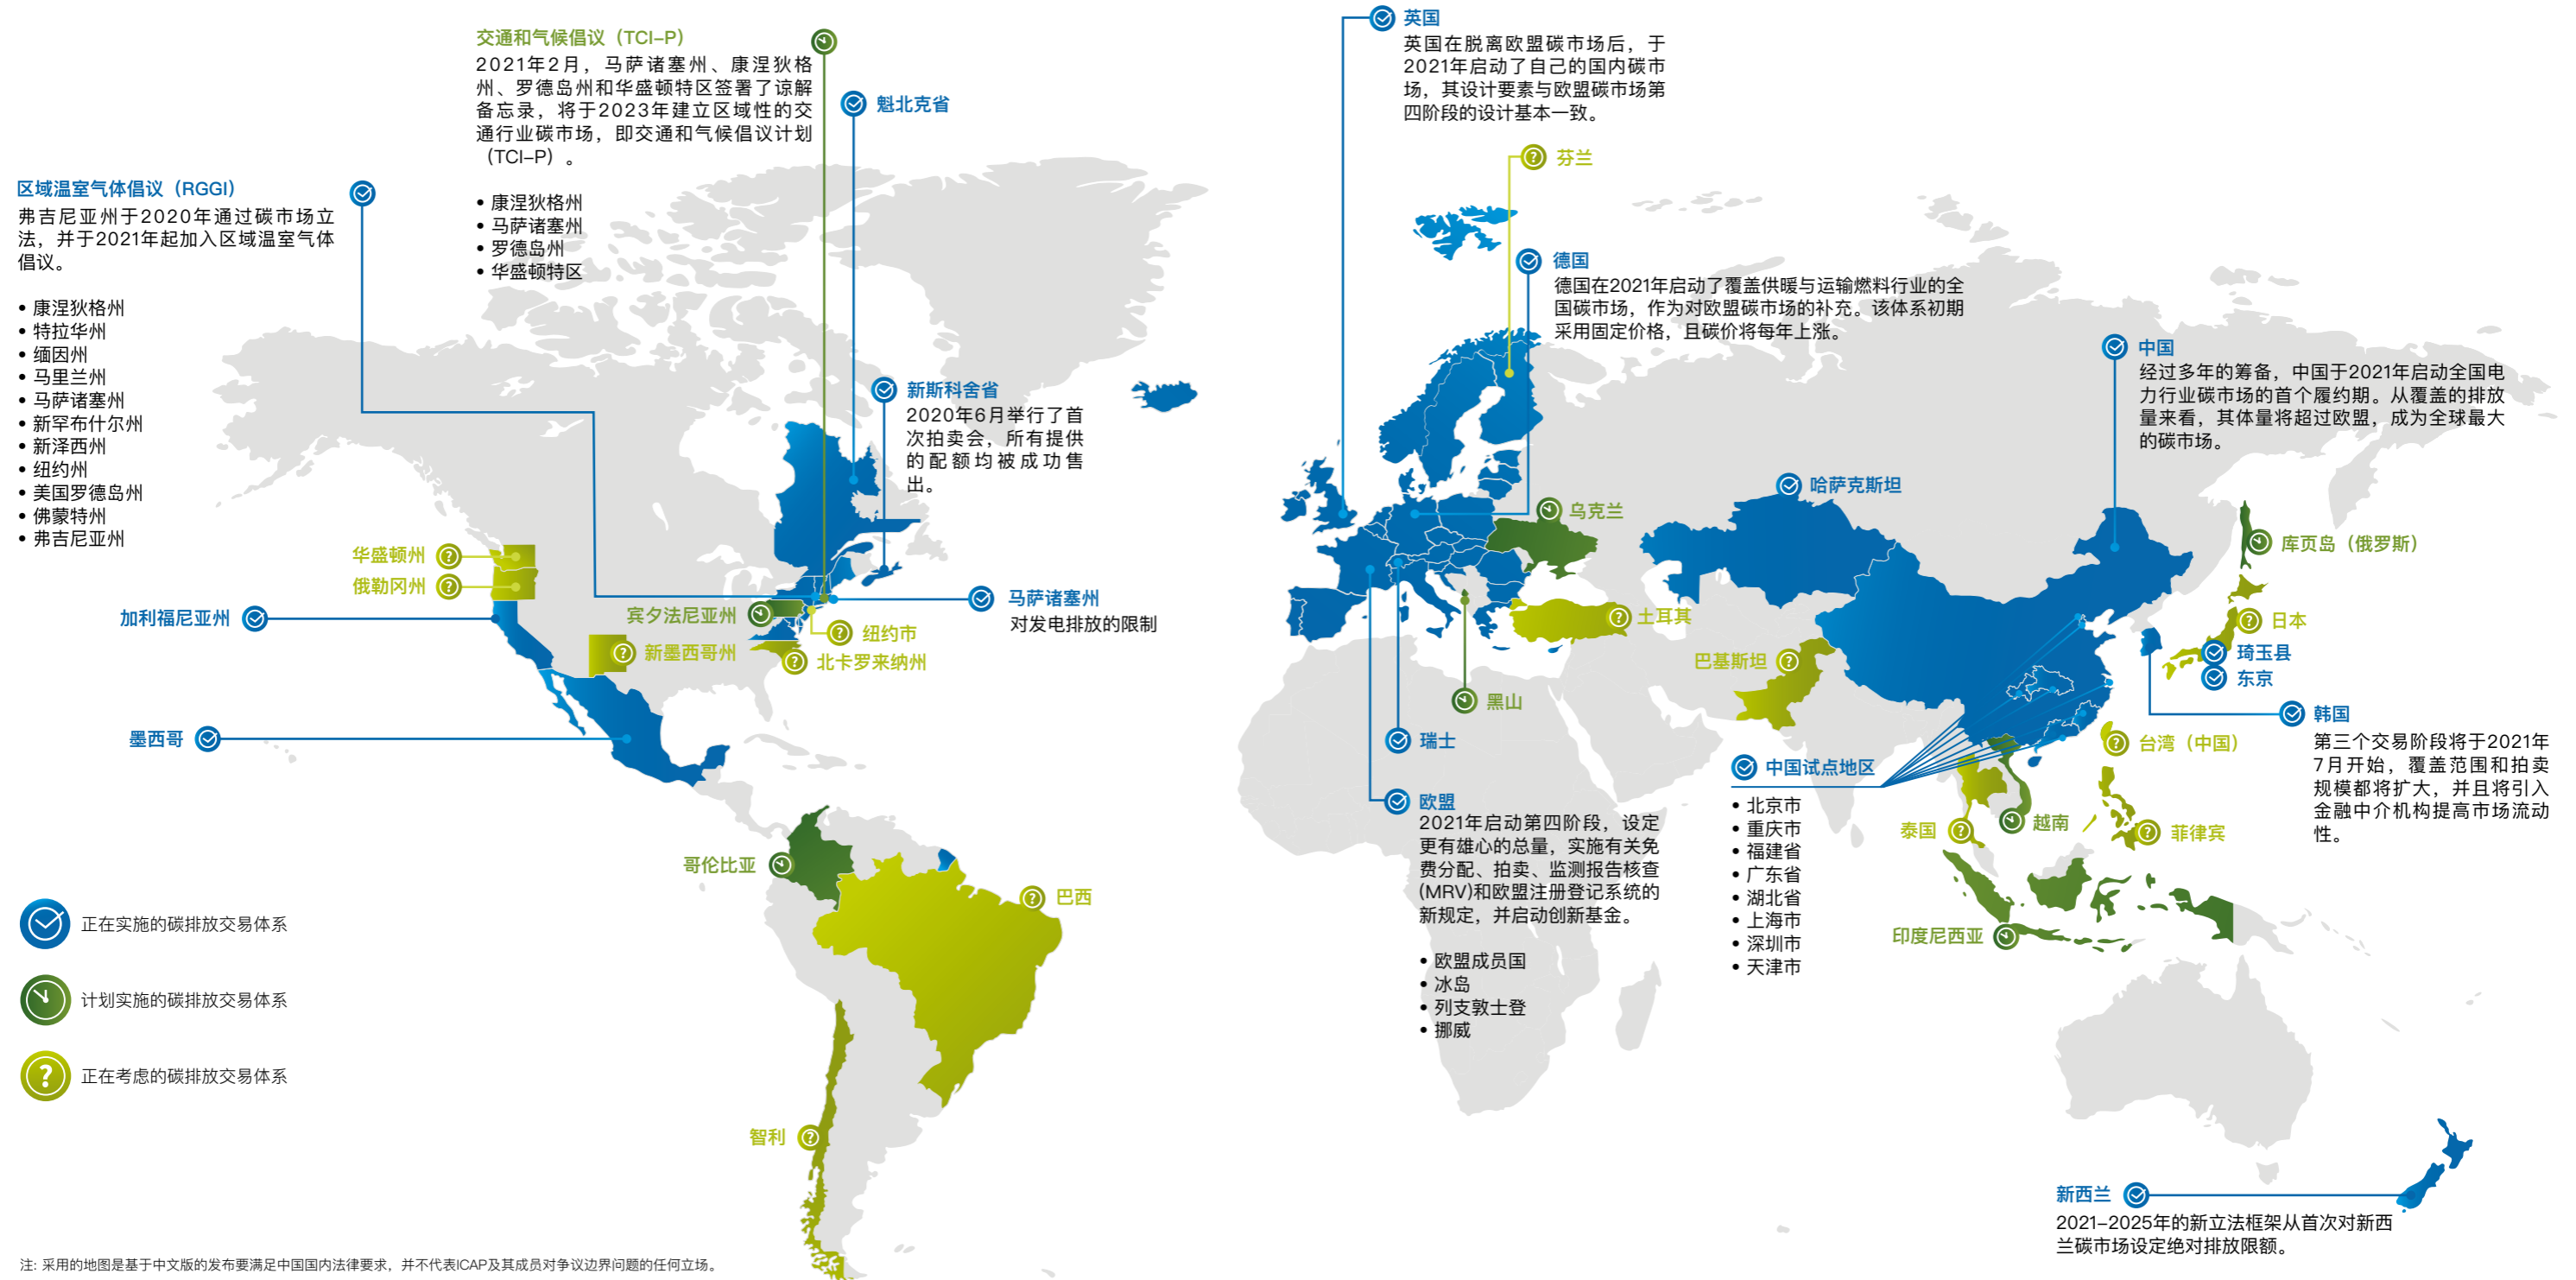 交通和气候倡议（TCI–P）
2021年2月，马萨诸塞州、康涅狄格
州、罗德岛州和华盛顿特区签署了谅解
备忘录，将于2023年建立区域性的交
通行业碳市场，即交通和气候倡议计划
（TCI–P）。
• 康涅狄格州
• 马萨诸塞州
• 罗德岛州
• 华盛顿特区
魁北克省
区域温室气体倡议（RGGI）
弗吉尼亚州于2020年通过碳市场立
法，并于2021年起加入区域温室气体
倡议。
• 康涅狄格州
• 特拉华州
• 缅因州
• 马里兰州
• 马萨诸塞州
• 新罕布什尔州
• 新泽西州
• 纽约州
• 美国罗德岛州
• 佛蒙特州
• 弗吉尼亚州
新斯科舍省
2020年6月举行了首
次拍卖会，所有提供
的配额均被成功售
出。
华盛顿州
俄勒冈州
加利福尼亚州
宾夕法尼亚州
马萨诸塞州
对发电排放的限制
纽约市
新墨西哥州
北卡罗来纳州
墨西哥
哥伦比亚
巴西
智利
英国
英国在脱离欧盟碳市场后，于
2021年启动了自己的国内碳市
场，其设计要素与欧盟碳市场第
四阶段的设计基本一致。
芬兰
德国
德国在2021年启动了覆盖供暖与运输燃料行业的全
国碳市场，作为对欧盟碳市场的补充。该体系初期
采用固定价格，且碳价将每年上涨。
中国
经过多年的筹备，中国于2021年启动全国电
力行业碳市场的首个履约期。从覆盖的排放
量来看，其体量将超过欧盟，成为全球最大
的碳市场。
哈萨克斯坦
乌克兰
库页岛（俄罗斯）
土耳其
日本
巴基斯坦
琦玉县
东京
黑山
瑞士
韩国
第三个交易阶段将于2021年
7月开始，覆盖范围和拍卖
规模都将扩大，并且将引入
金融中介机构提高市场流动
性。
台湾（中国）
中国试点地区
• 北京市
• 重庆市
• 福建省
• 广东省
• 湖北省
• 上海市
• 深圳市
• 天津市
欧盟
2021年启动第四阶段，设定
更有雄心的总量，实施有关免
费分配、拍卖、监测报告核查
(MRV)和欧盟注册登记系统的
新规定，并启动创新基金。
• 欧盟成员国
• 冰岛
• 列支敦士登
• 挪威
泰国
越南
菲律宾
印度尼西亚
新西兰
2021–2025年的新立法框架从首次对新西
兰碳市场设定绝对排放限额。
正在实施的碳排放交易体系
计划实施的碳排放交易体系
? 正在考虑的碳排放交易体系
注: 采用的地图是基于中文版的发布要满足中国国内法律要求，并不代表ICAP及其成员对争议边界问题的任何立场。